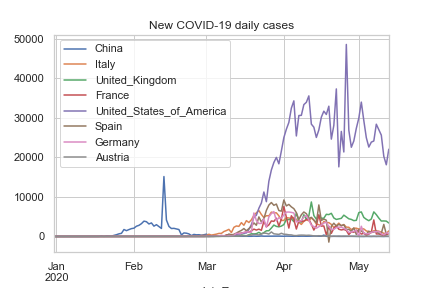 New COVID-19 daily cases
50000
40000
30000
20000
10000
0
China
Italy
United_Kingdom
France
United_States_of_America
Spain
Germany
Austria
Jan
2020
Feb
Mar
Apr
May